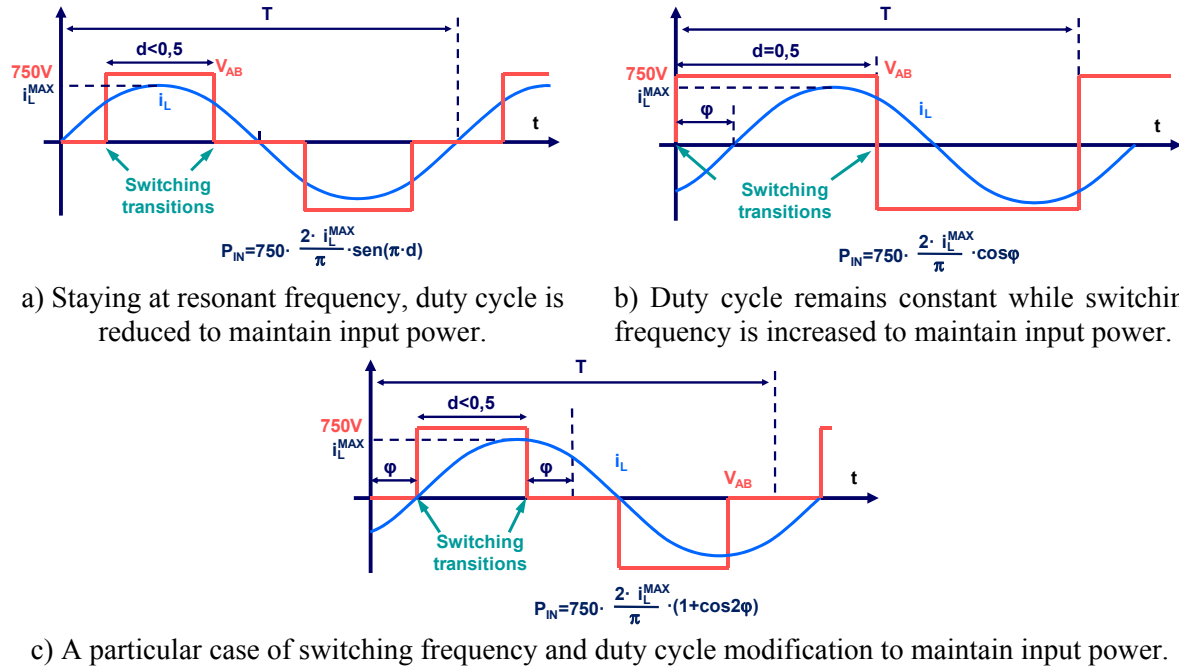 T
d<0,5
750V
V_AB
i_L^MAX
i_L
t
Switching
transitions
P_IN=750· 2· i_L^MAX / π ·sen(π·d)
a) Staying at resonant frequency, duty cycle is
reduced to maintain input power.
T
d=0,5
750V
V_AB
i_L^MAX
φ
i_L
t
Switching
transitions
P_IN=750· 2· i_L^MAX / π ·cosφ
b) Duty cycle remains constant while switchin
frequency is increased to maintain input power.
T
d<0,5
750V
i_L^MAX
φ
φ
i_L
V_AB
t
Switching
transitions
P_IN=750· 2· i_L^MAX / π ·(1+cos2φ)
c) A particular case of switching frequency and duty cycle modification to maintain input power.